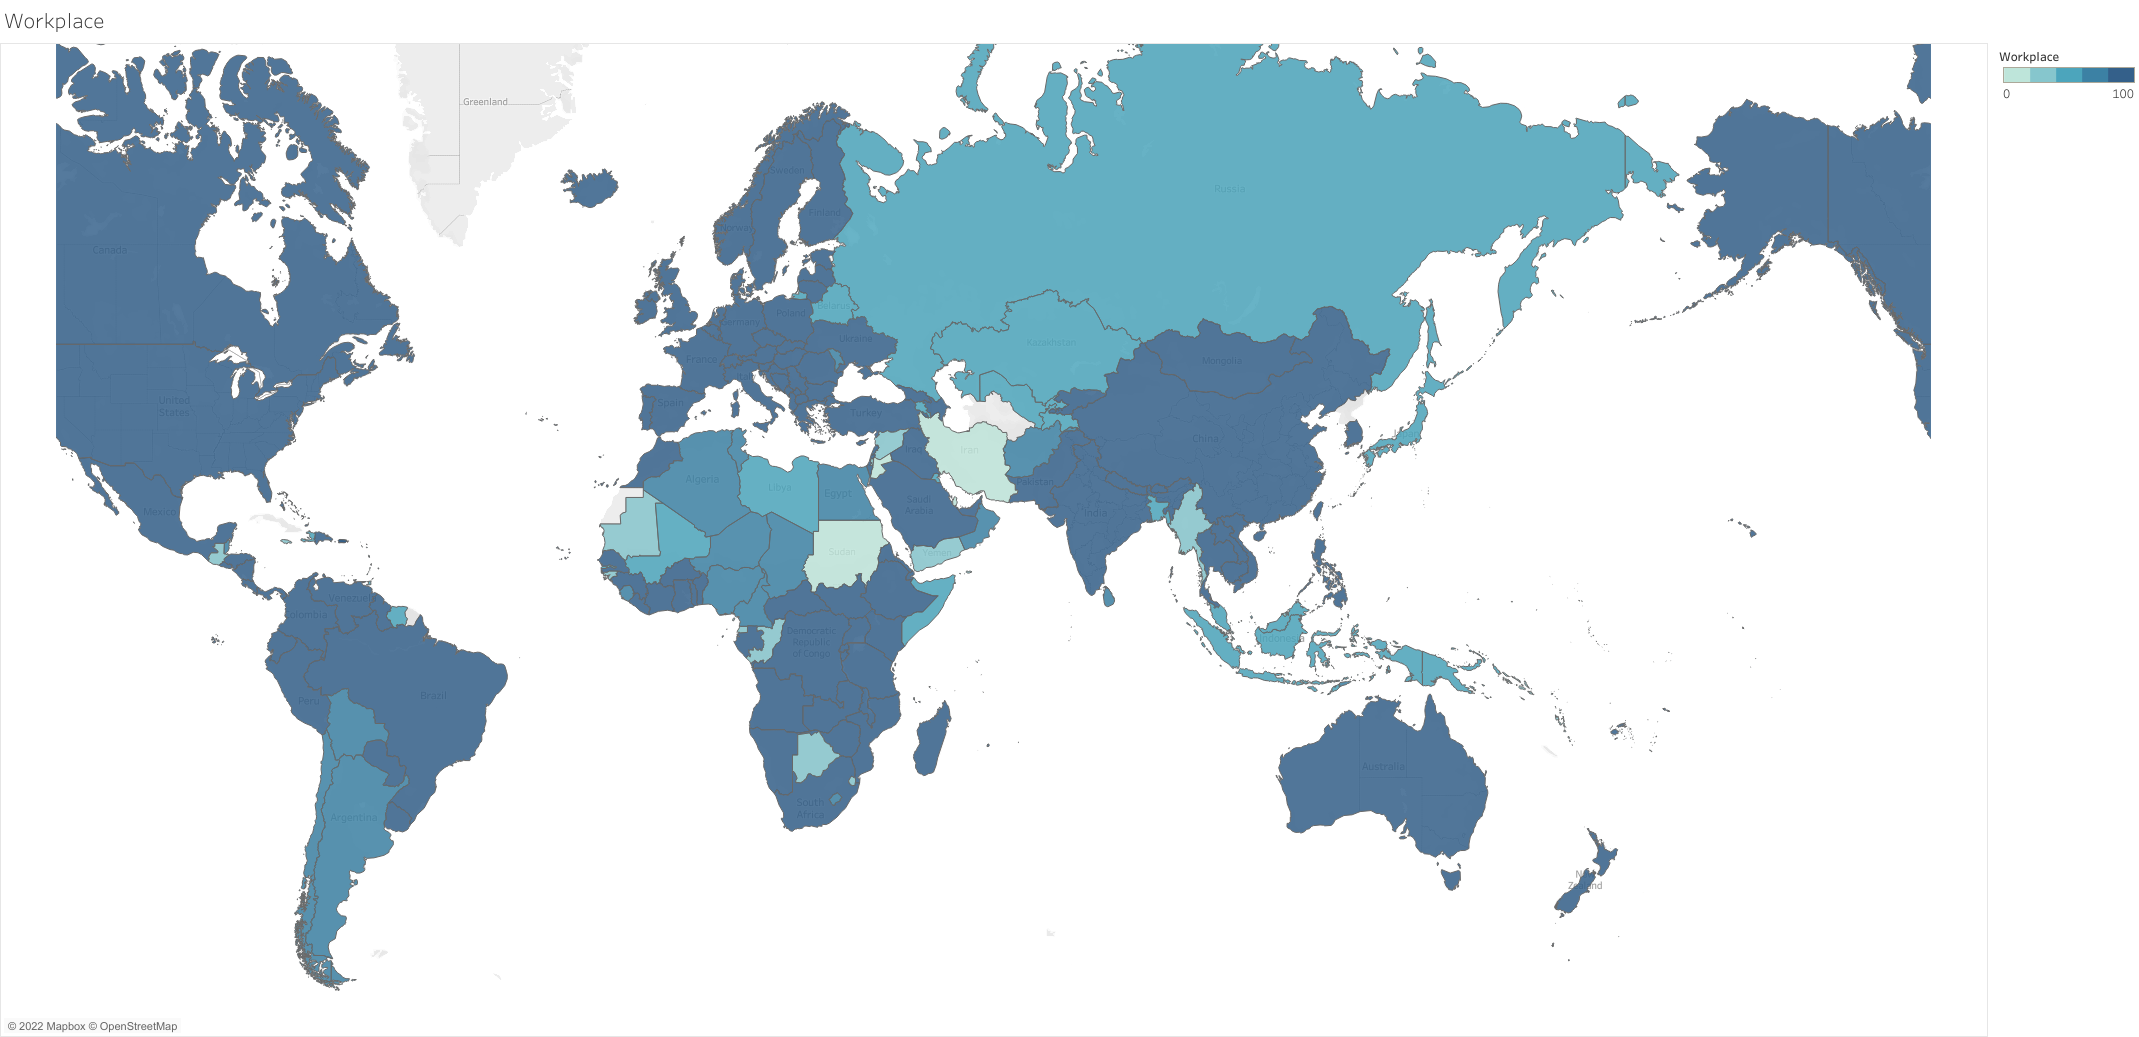 Workplace
Workplace
0 100
Greenland
Russia
Sweden
Finland
Norway
Canada
Belarus
Poland
Germany
Ukraine
Kazakhstan
France
Mongolia
United
States
Spain
Turkey
China
Iraq
Iran
Algeria
Libya
Egypt
Pakistan
Saudi
Arabia
Mexico
India
Sudan
Yemen
Venezuela
Colombia
Democratic
Republic
of Congo
Indonesia
Peru
Brazil
Australia
South
Africa
Argentina
New
Zealand
© 2022 Mapbox © OpenStreetMap